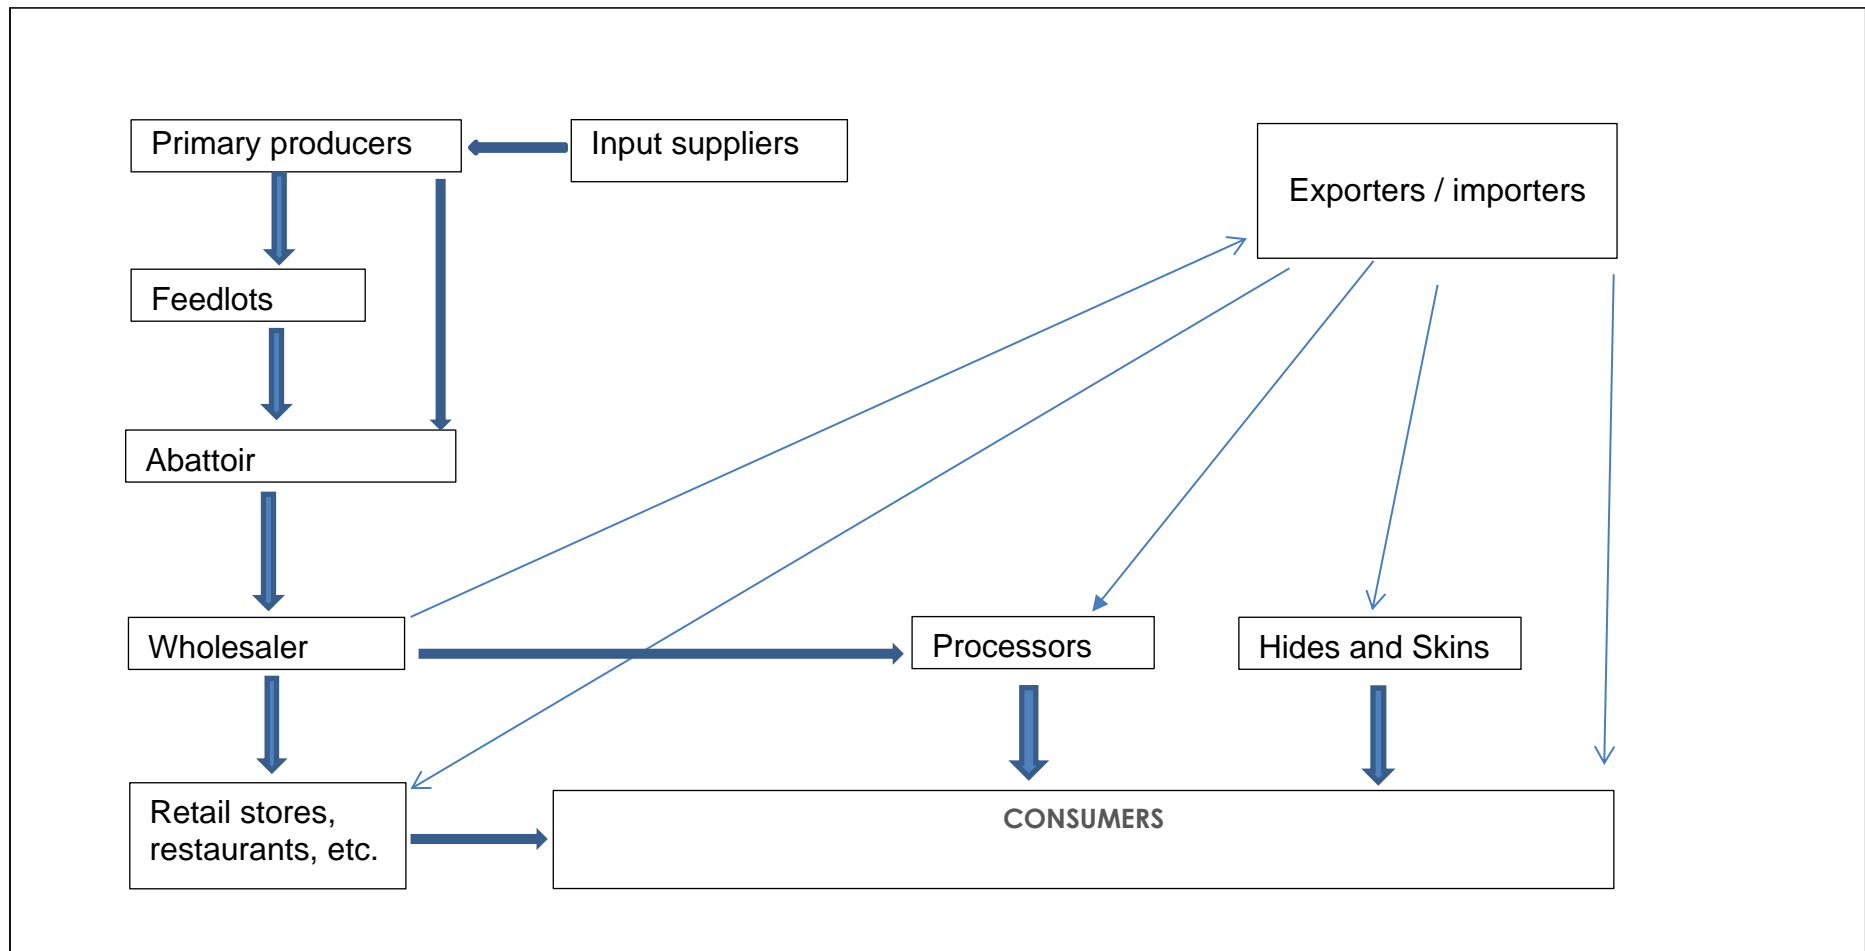 Primary producers
Input suppliers
Exporters / importers
Feedlots
Abattoir
Wholesaler
Processors
Hides and Skins
Retail stores,
restaurants, etc.
CONSUMERS